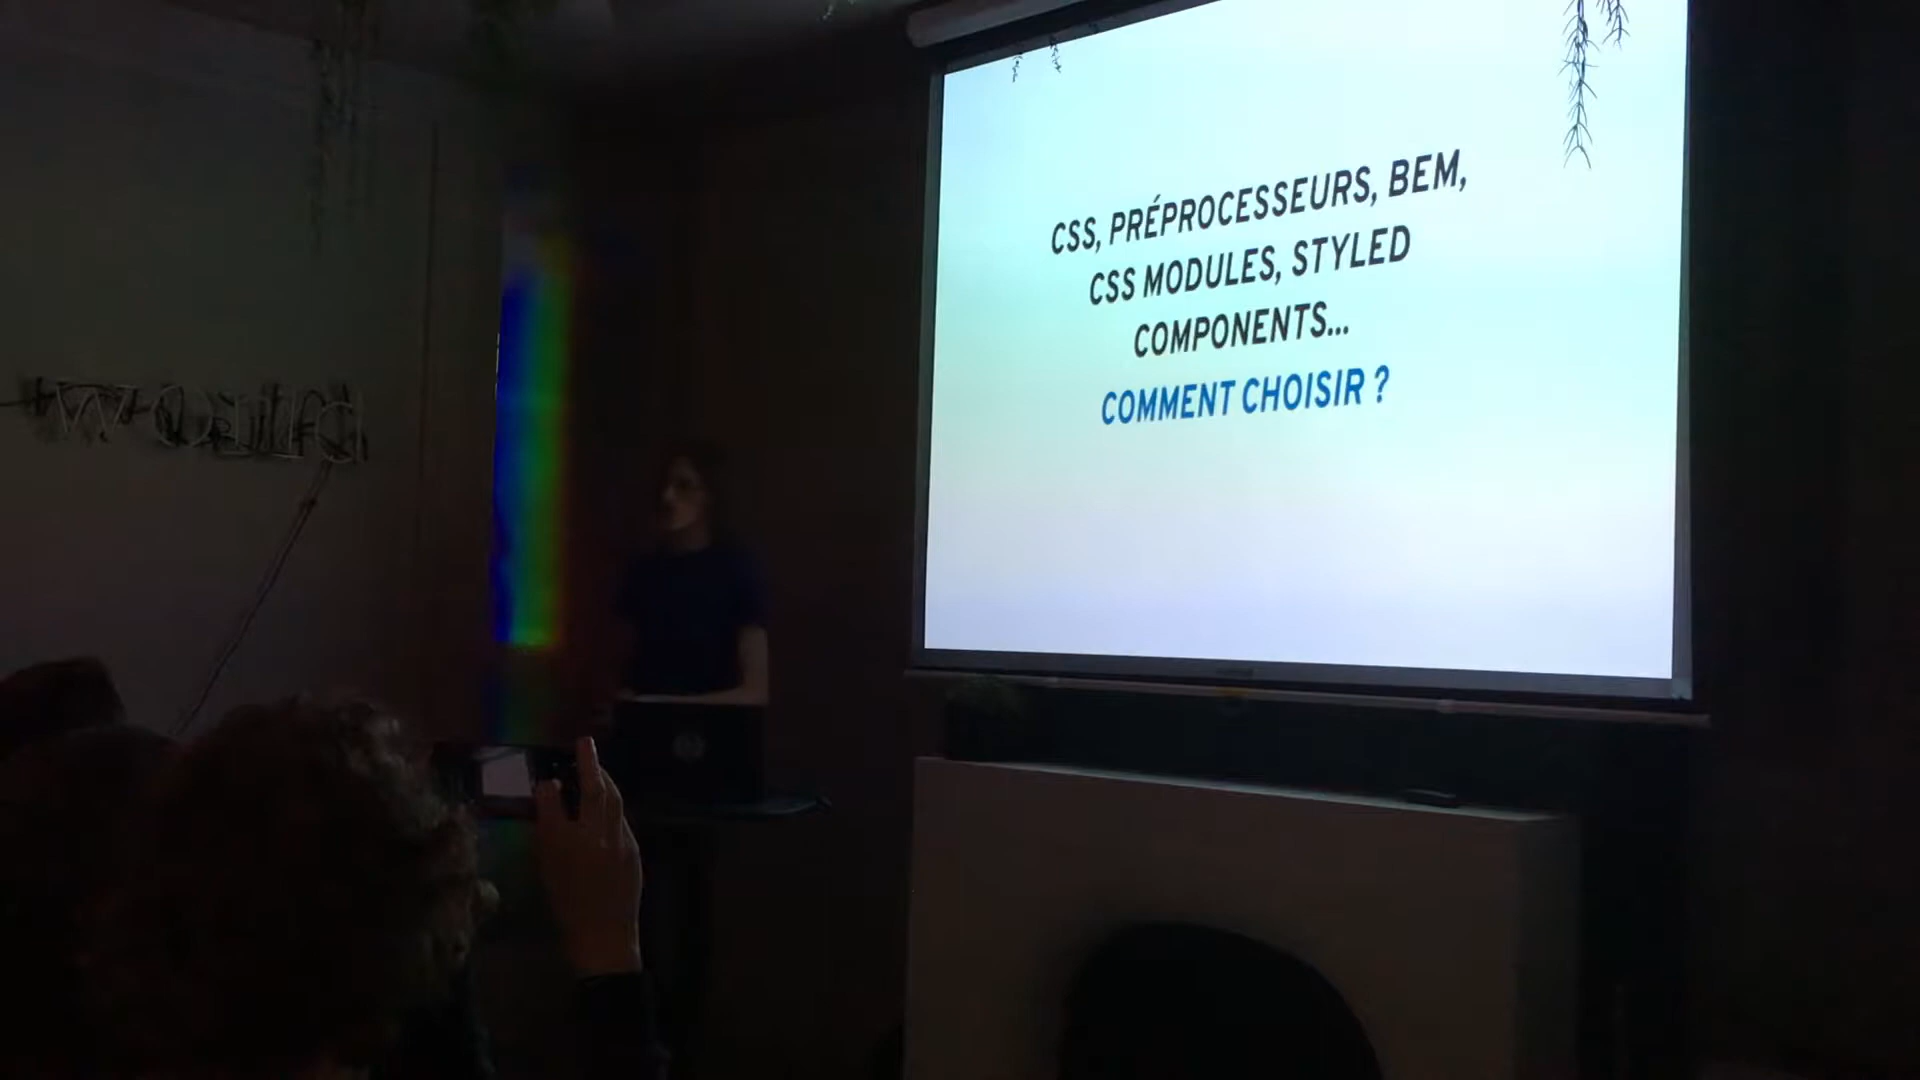 CSS, PRÉPROCESSEURS, BEM,
CSS MODULES, STYLED
COMPONENTS...
COMMENT CHOISIR ?